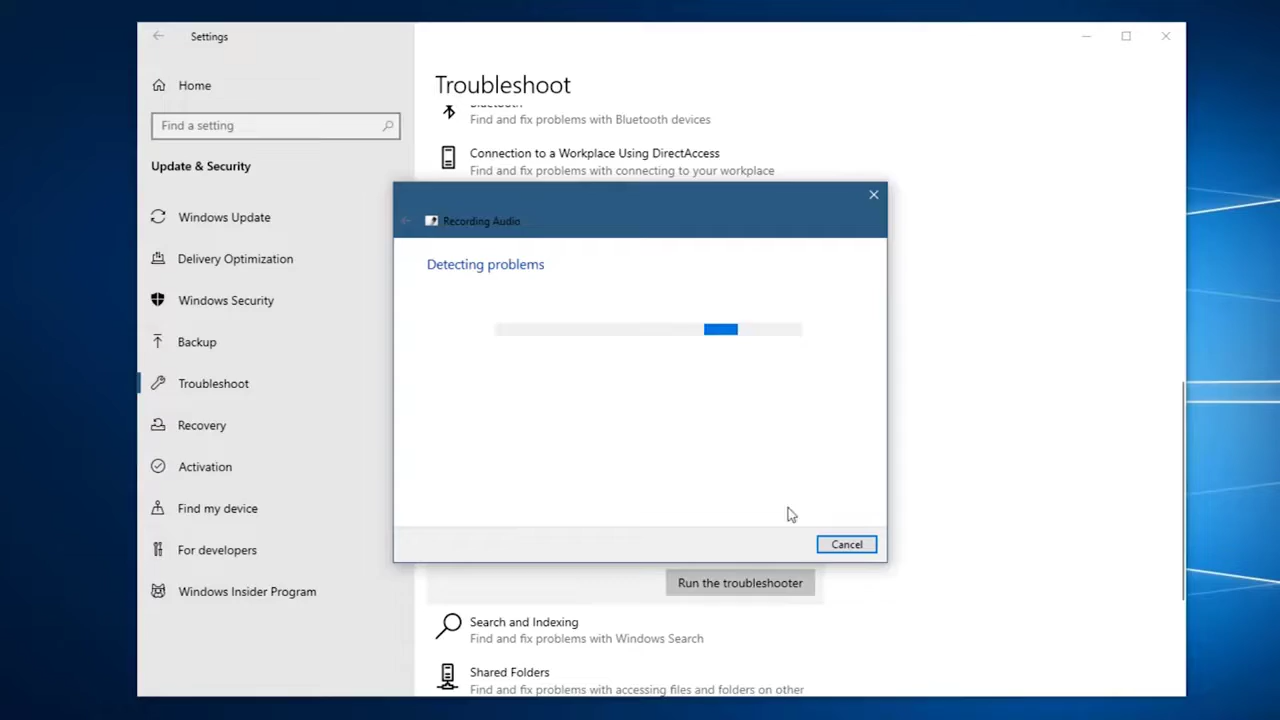 Settings
Home
Find a setting
Update & Security
Windows Update
Delivery Optimization
Windows Security
Backup
Troubleshoot
Recovery
Activation
Find my device
For developers
Windows Insider Program
Troubleshoot
Bluetooth
Find and fix problems with Bluetooth devices
Connection to a Workplace Using DirectAccess
Find and fix problems with connecting to your workplace
Recording Audio
Detecting problems
Cancel
Run the troubleshooter
Search and Indexing
Find and fix problems with Windows Search
Shared Folders
Find and fix problems with accessing files and folders on other